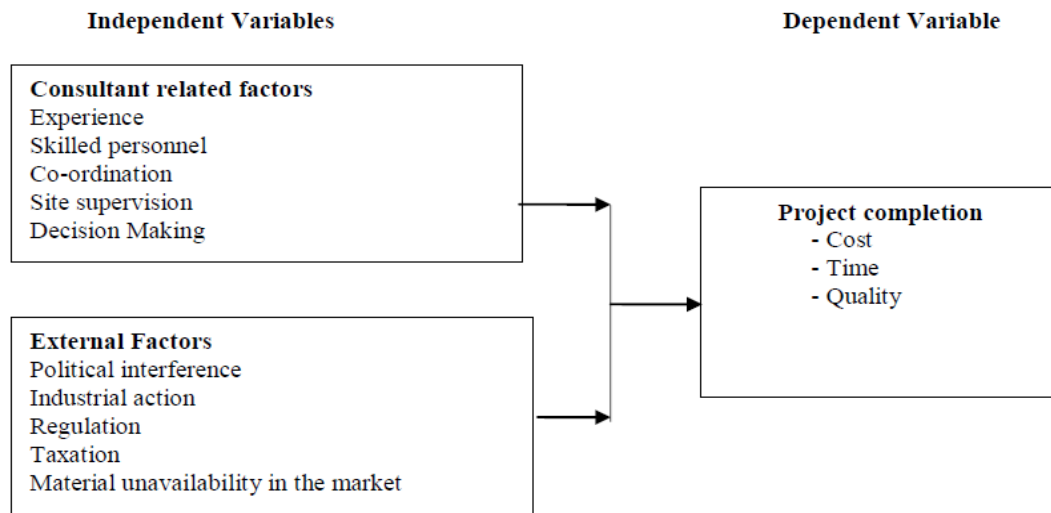 Independent Variables
Dependent Variable
Consultant related factors
Experience
Skilled personnel
Co-ordination
Site supervision
Decision Making
Project completion
- Cost
- Time
- Quality
External Factors
Political interference
Industrial action
Regulation
Taxation
Material unavailability in the market